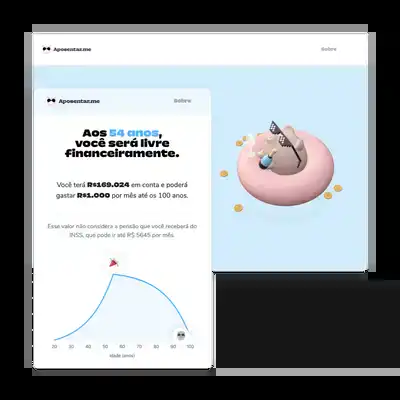 Aposentar.me
Sobre
Aposentar.me
Sobre
Aos 54 anos,
você será livre
financeiramente.
Você terá R$169.024 em conta e poderá
gastar R$1.000 por mês até os 100 anos.
Esse valor não considera a pensão que você receberá do
INSS, que pode ir até R$ 5645 por mês.
20 30 40 50 60 70 80 90 100
Idade (anos)